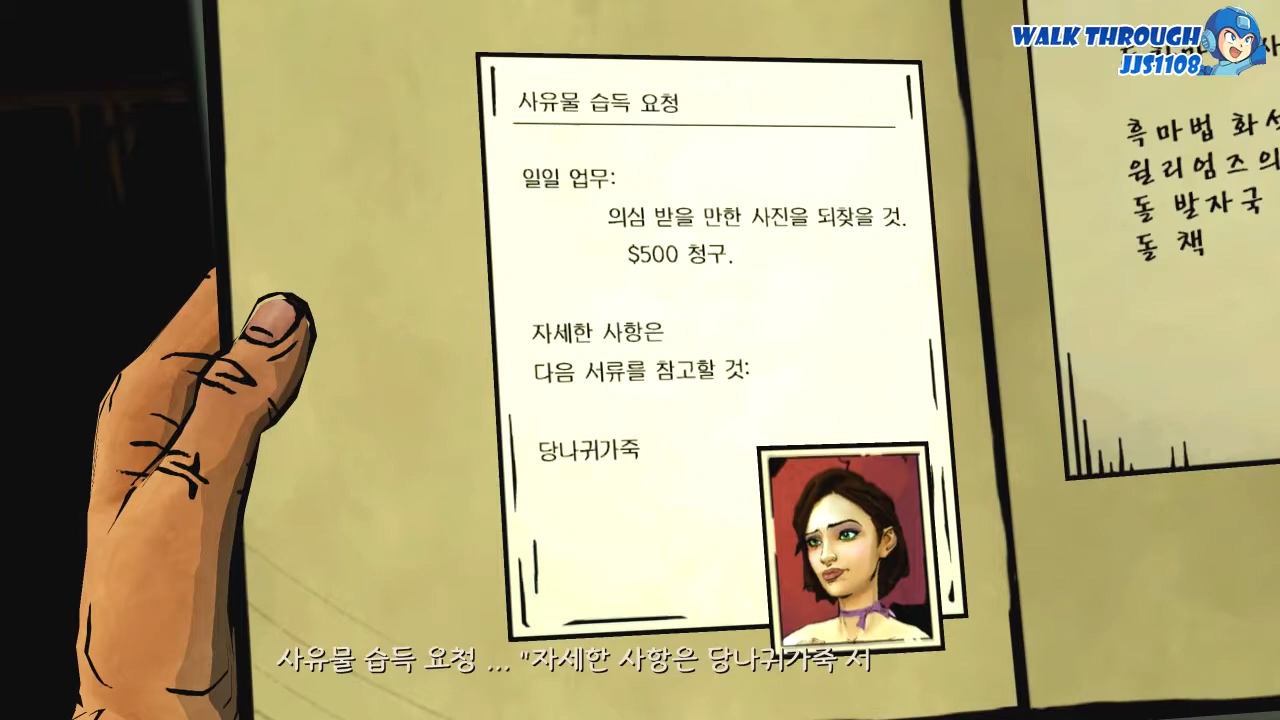 WALK THROUGH
JJS1108
사유물 습득 요청
일일 업무:
의심 받을 만한 사진을 되찾을 것.
$500 청구.
자세한 사항은
다음 서류를 참고할 것:
당나귀가죽
흑마법 화석
윌리엄즈의
돌 발자국
돌 책
사유물 습득 요청 ... "자세한 사항은 당나귀가죽 서